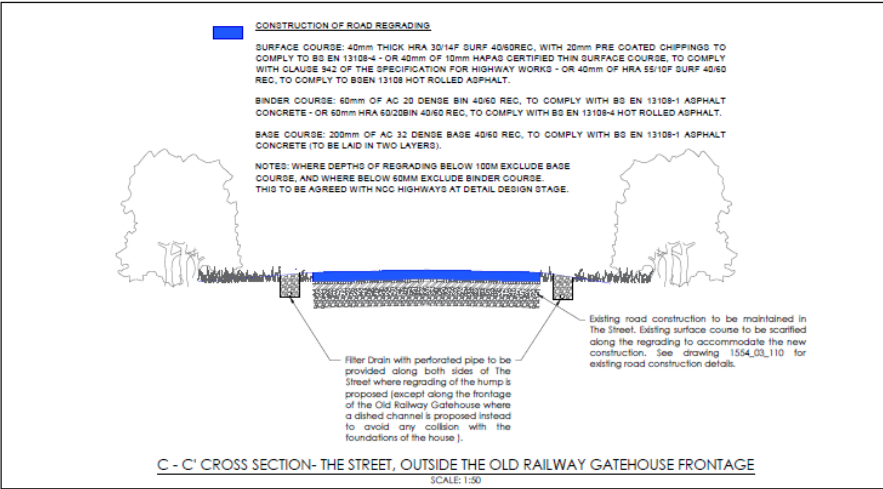 CONSTRUCTION OF ROAD REGRADING
SURFACE COURSE: 40mm THICK HRA 30/14F SURF 40/60REC, WITH 20mm PRE COATED CHIPPINGS TO
COMPLY TO BS EN 13108-4 - OR 40mm OF 10mm HAPAS CERTIFIED THIN SURFACE COURSE, TO COMPLY
WITH CLAUSE 942 OF THE SPECIFICATION FOR HIGHWAY WORKS - OR 40mm OF HRA 55/10F SURF 40/60
REC, TO COMPLY TO BSEN 13108 HOT ROLLED ASPHALT.
BINDER COURSE: 60mm OF AC 20 DENSE BIN 40/60 REC, TO COMPLY WITH BS EN 13108-1 ASPHALT
CONCRETE - OR 60mm HRA 60/20BIN 40/60 REC, TO COMPLY WITH BS EN 13108-4 HOT ROLLED ASPHALT.
BASE COURSE: 200mm OF AC 32 DENSE BASE 40/60 REC, TO COMPLY WITH BS EN 13108-1 ASPHALT
CONCRETE (TO BE LAID IN TWO LAYERS).
NOTES: WHERE DEPTHS OF REGRADING BELOW 100M EXCLUDE BASE
COURSE, AND WHERE BELOW 60MM EXCLUDE BINDER COURSE.
THIS TO BE AGREED WITH NCC HIGHWAYS AT DETAIL DESIGN STAGE.
Existing road construction to be maintained in
The Street. Existing surface course to be scarified
along the regrading to accommodate the new
construction. See drawing 1554_03_110 for
existing road construction details.
Filter Drain with perforated pipe to be
provided along both sides of The
Street where regrading of the hump is
proposed (except along the frontage
of the Old Railway Gatehouse where
a dished channel is proposed instead
to avoid any collision with the
foundations of the house ).
C - C' CROSS SECTION- THE STREET, OUTSIDE THE OLD RAILWAY GATEHOUSE FRONTAGE
SCALE: 1:50